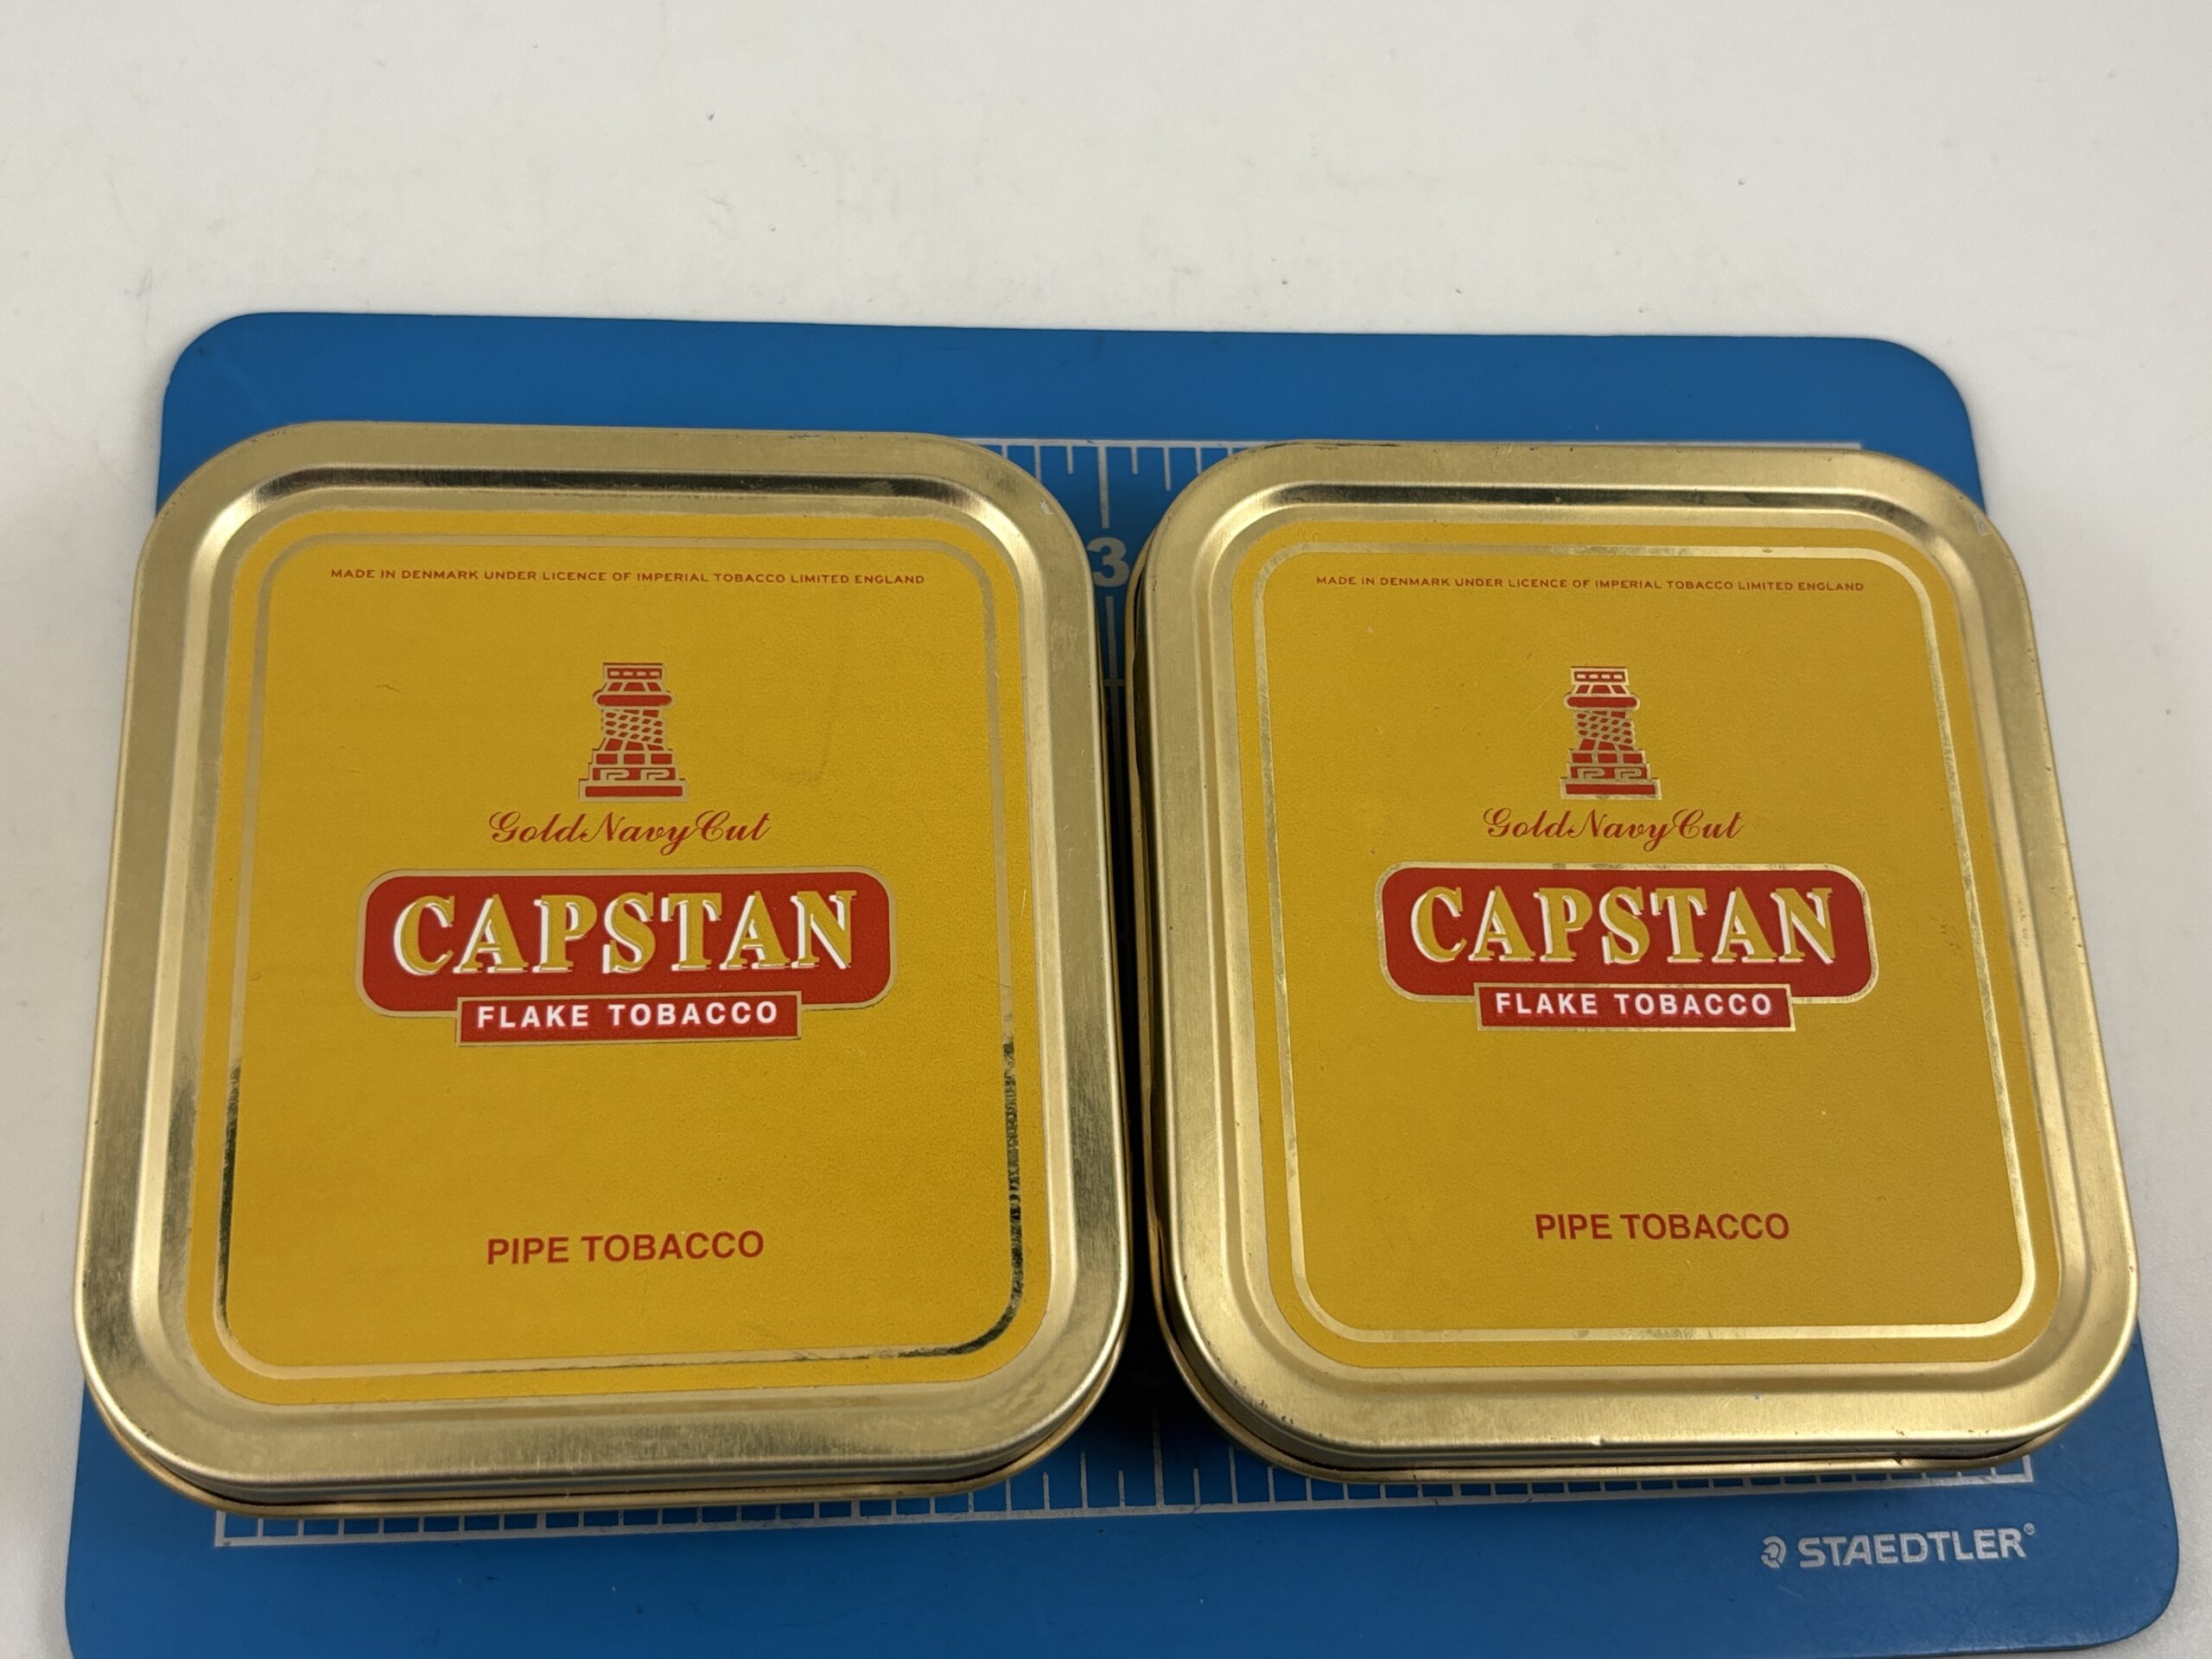 MADE IN DENMARK UNDER LICENCE OF IMPERIAL TOBACCO LIMITED ENGLAND
Gold Navy Cut
CAPSTAN
FLAKE TOBACCO
PIPE TOBACCO
3
MADE IN DENMARK UNDER LICENCE OF IMPERIAL TOBACCO LIMITED ENGLAND
Gold Navy Cut
CAPSTAN
FLAKE TOBACCO
PIPE TOBACCO
STAEDTLER®